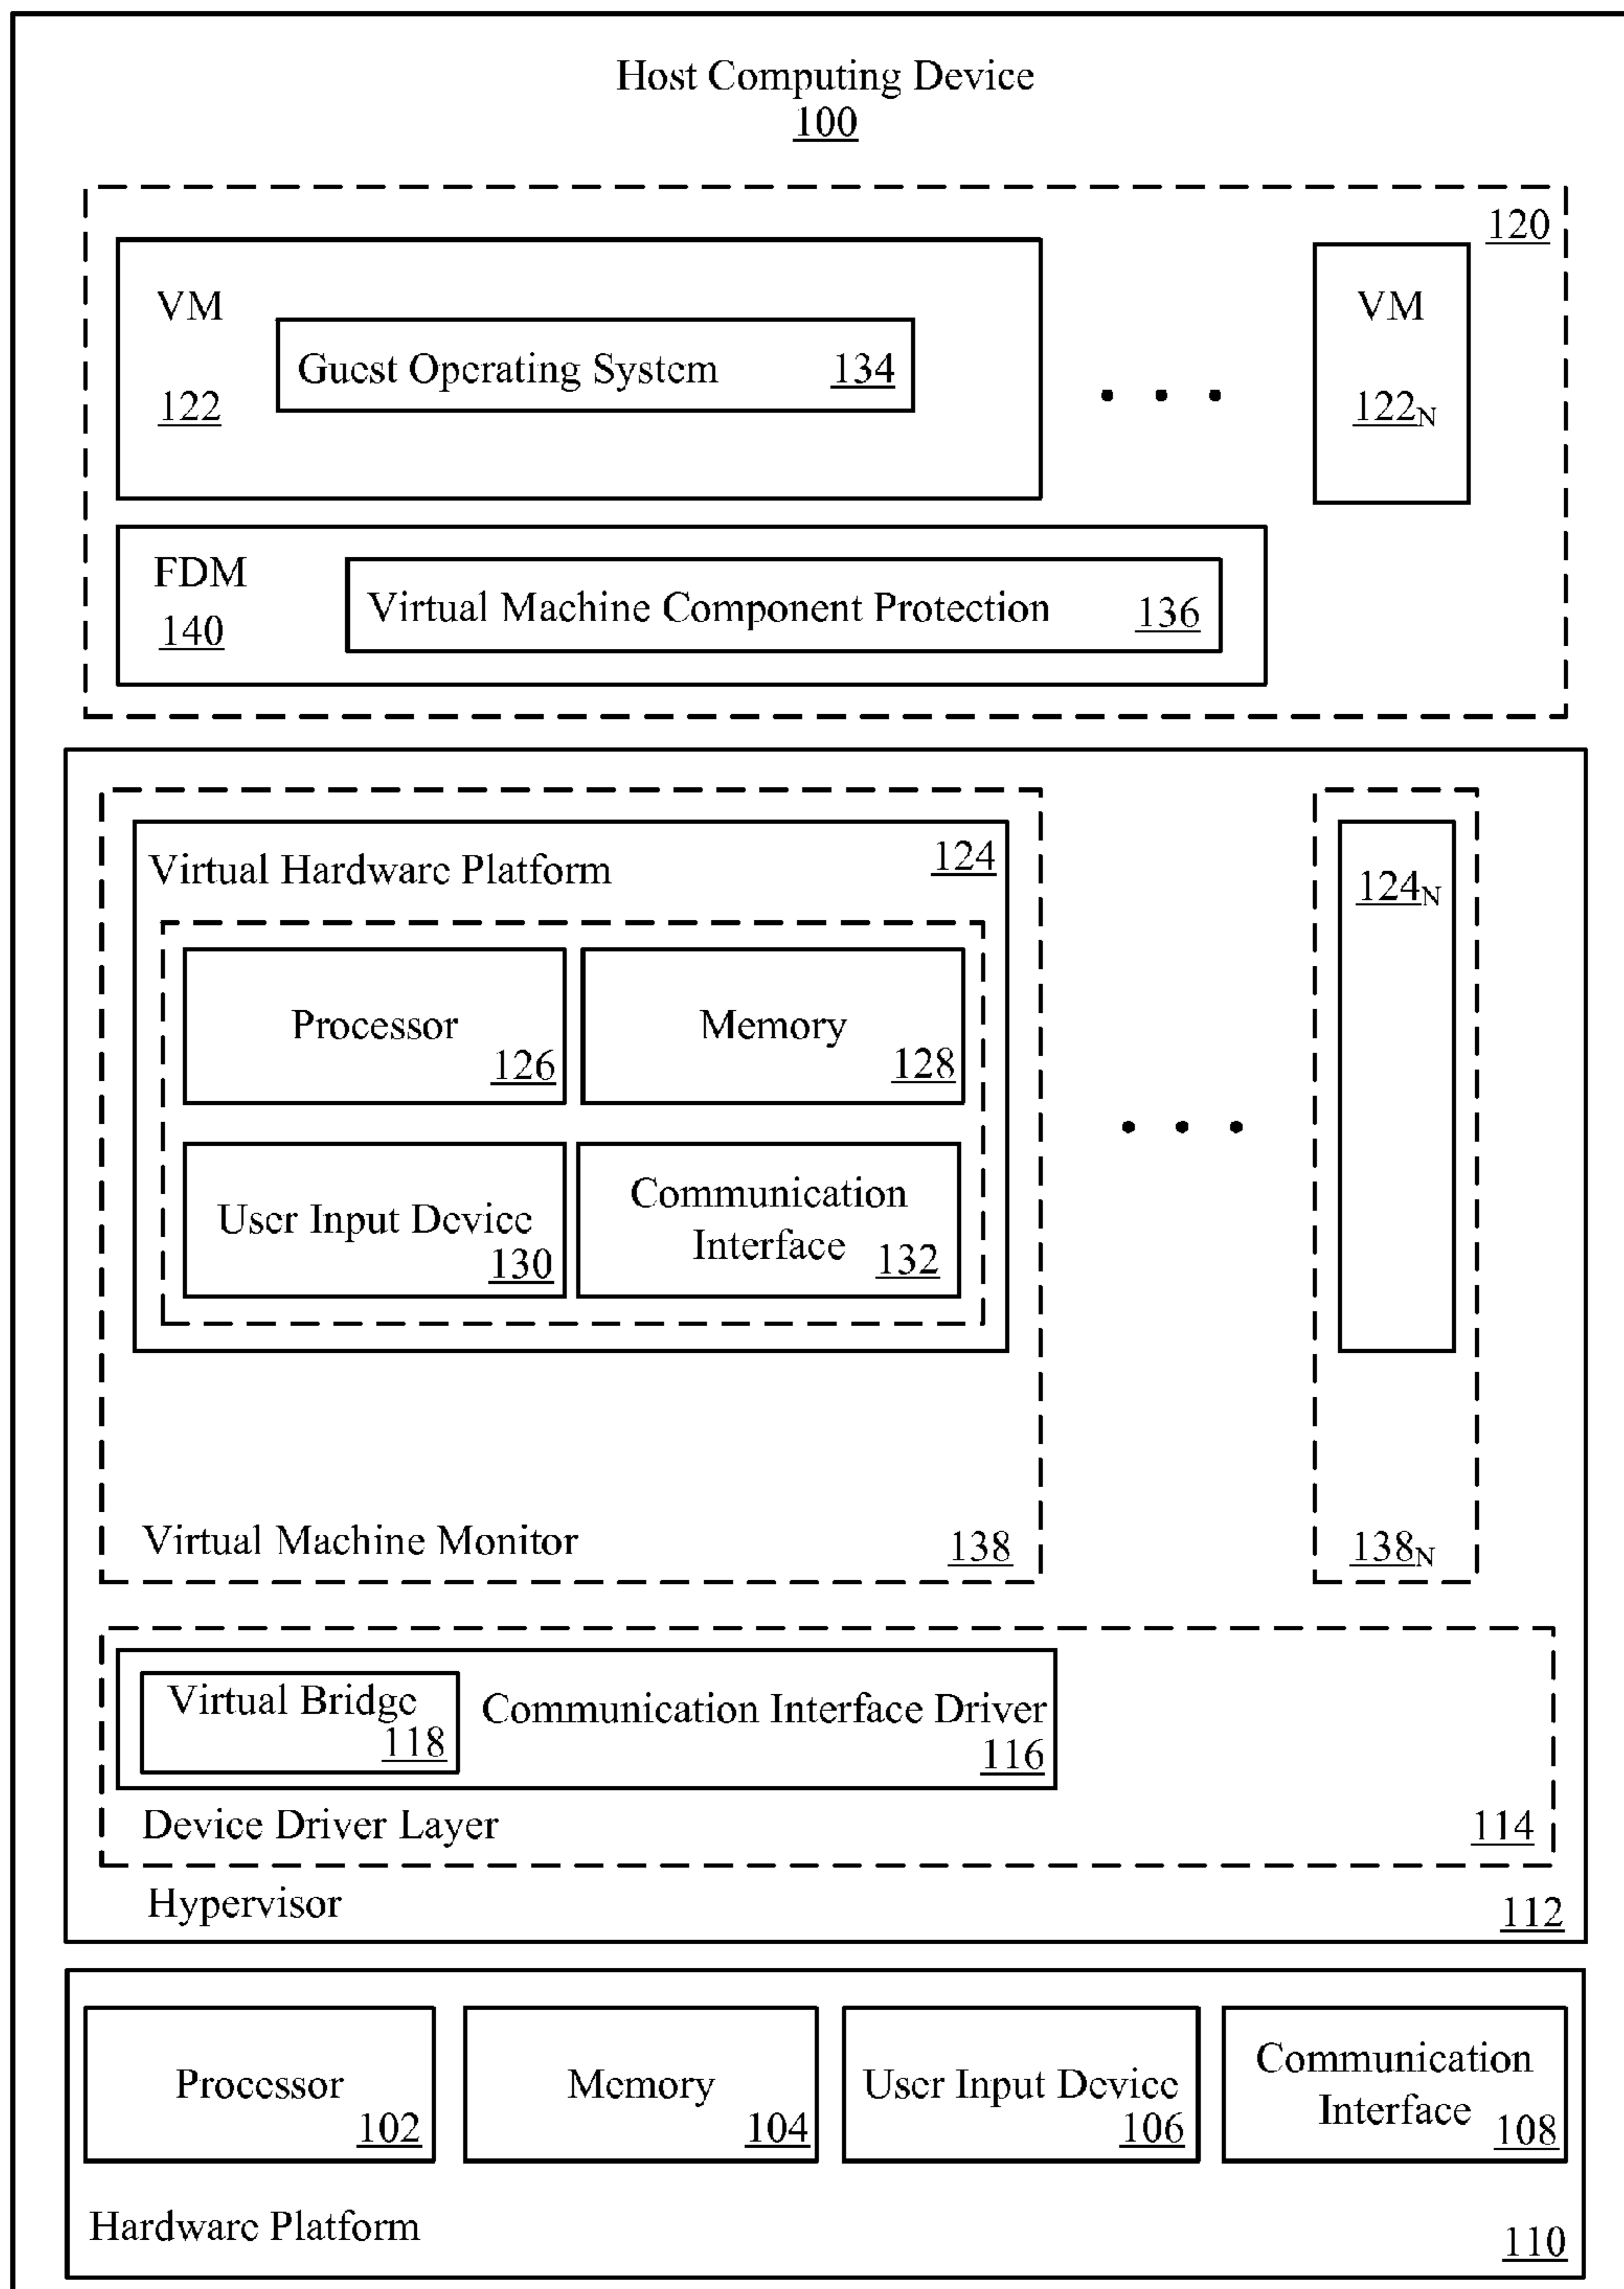 Host Computing Device
100
120
VM
122
Guest Operating System 134
VM
122N
FDM
140
Virtual Machine Component Protection 136
Virtual Hardware Platform 124
124N
Processor
126
Memory
128
User Input Device
130
Communication
Interface 132
Virtual Machine Monitor 138
138N
Virtual Bridge
118
Communication Interface Driver
116
Device Driver Layer 114
Hypervisor 112
Processor
102
Memory
104
User Input Device
106
Communication
Interface 108
Hardware Platform 110